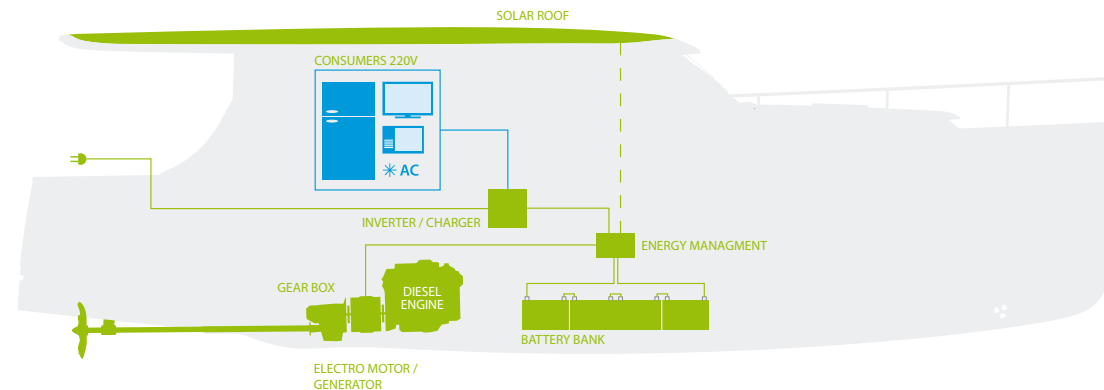 SOLAR ROOF
CONSUMERS 220V
AC
INVERTER / CHARGER
ENERGY MANAGMENT
GEAR BOX
DIESEL
ENGINE
BATTERY BANK
ELECTRO MOTOR /
GENERATOR